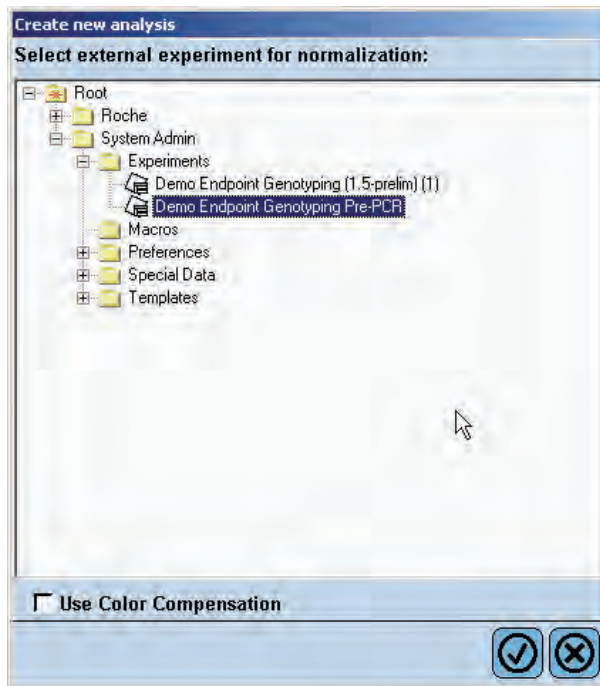 Create new analysis
Select external experiment for normalization:
Root
Roche
System Admin
Experiments
Demo Endpoint Genotyping (1.5-prelim) (1)
Demo Endpoint Genotyping Pre-PCR
Macros
Preferences
Special Data
Templates
Use Color Compensation